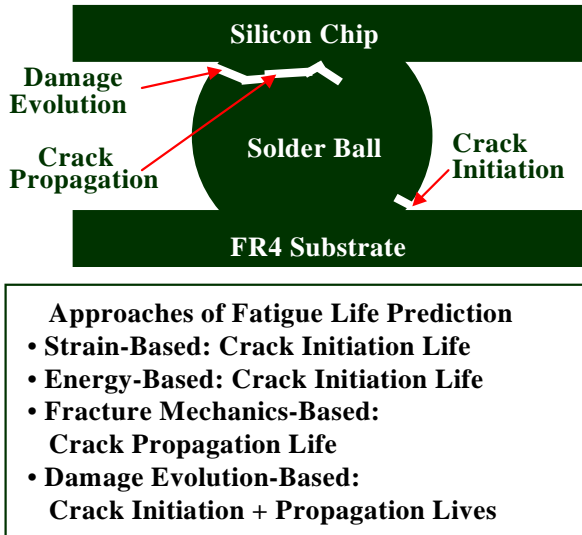 Silicon Chip
Damage
Evolution
Solder Ball
Crack
Propagation
Crack
Initiation
FR4 Substrate
Approaches of Fatigue Life Prediction
• Strain-Based: Crack Initiation Life
• Energy-Based: Crack Initiation Life
• Fracture Mechanics-Based:
Crack Propagation Life
• Damage Evolution-Based:
Crack Initiation + Propagation Lives